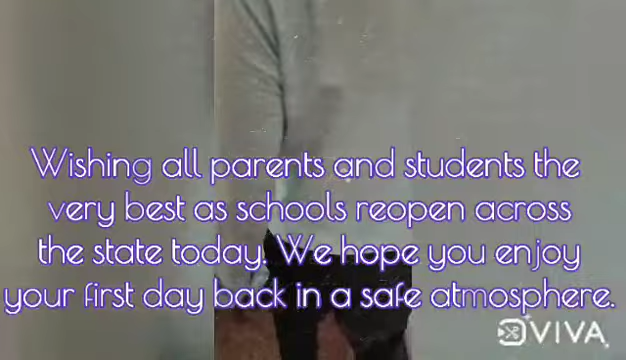 Wishing all parents and students the
very best as schools reopen across
the state today. We hope you enjoy
your first day back in a safe atmosphere.
VIVA